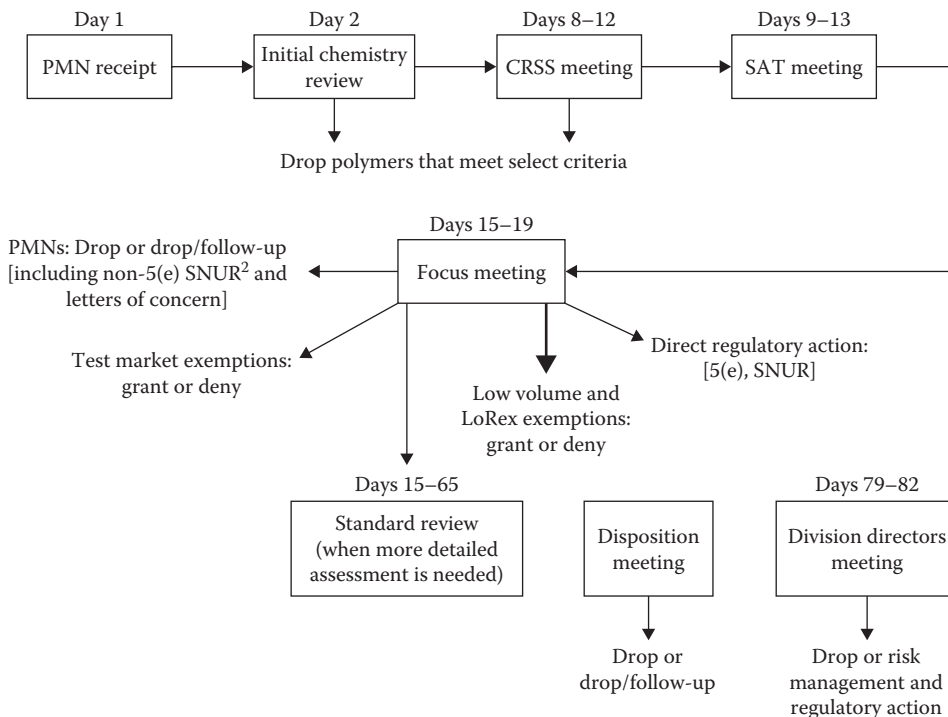 Day 1
Day 2
Days 8–12
Days 9–13
PMN receipt
Initial chemistry
review
CRSS meeting
SAT meeting
Drop polymers that meet select criteria
Days 15–19
PMNs: Drop or drop/follow-up
[including non-5(e) SNUR² and
letters of concern]
Focus meeting
Test market exemptions:
grant or deny
Low volume and
LoRex exemptions:
grant or deny
Direct regulatory action:
[5(e), SNUR]
Days 15–65
Standard review
(when more detailed
assessment is needed)
Disposition
meeting
Drop or
drop/follow-up
Days 79–82
Division directors
meeting
Drop or risk
management and
regulatory action